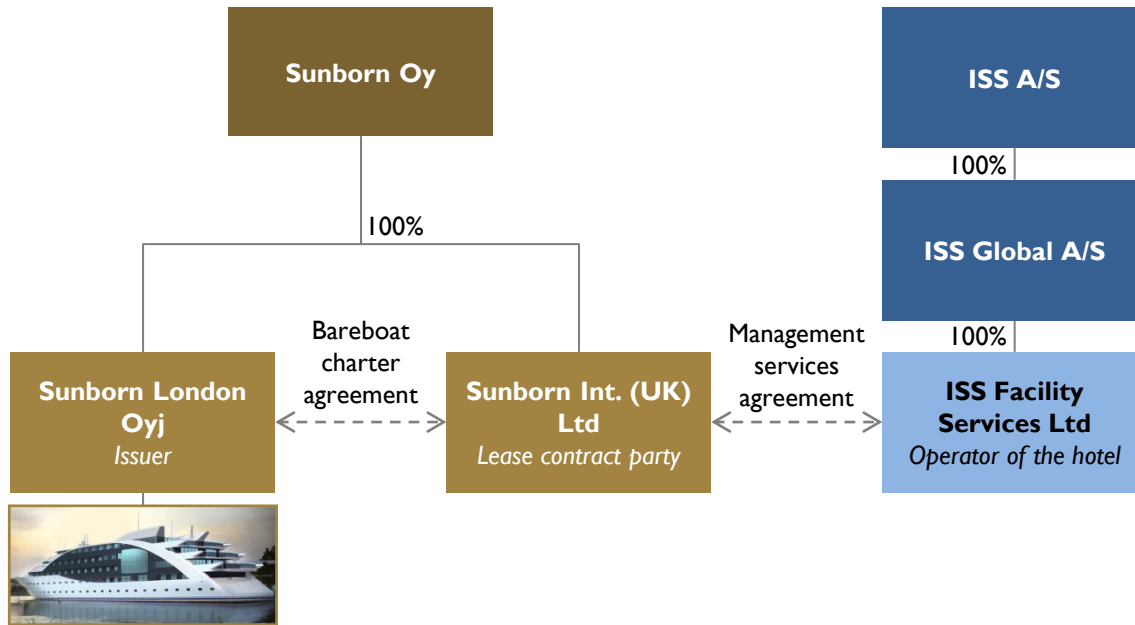 Sunborn Oy
ISS A/S
100%
100%
ISS Global A/S
Bareboat
charter
agreement
Management
services
agreement
100%
Sunborn London
Oyj
Issuer
Sunborn Int. (UK)
Ltd
Lease contract party
ISS Facility
Services Ltd
Operator of the hotel